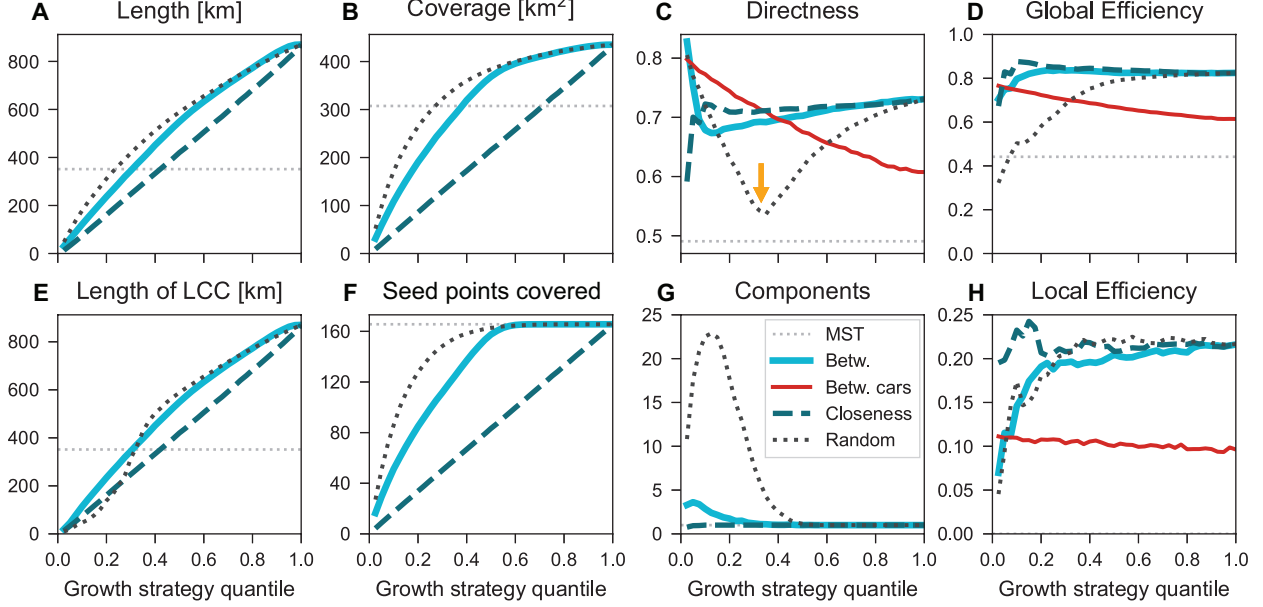 A Length [km]
B Coverage [km²]
C Directness
D Global Efficiency
800
600
400
200
0
400
300
200
100
0
0.8
0.7
0.6
0.5
1.0
0.8
0.6
0.4
0.2
0.0
E Length of LCC [km]
F Seed points covered
G Components
H Local Efficiency
800
600
400
200
0
160
120
80
40
0
25
20
15
10
5
0
MST
Betw.
Betw. cars
Closeness
Random
0.25
0.20
0.15
0.10
0.05
0.00
0.0 0.2 0.4 0.6 0.8 1.0
0.0 0.2 0.4 0.6 0.8 1.0
0.0 0.2 0.4 0.6 0.8 1.0
0.0 0.2 0.4 0.6 0.8 1.0
Growth strategy quantile
Growth strategy quantile
Growth strategy quantile
Growth strategy quantile